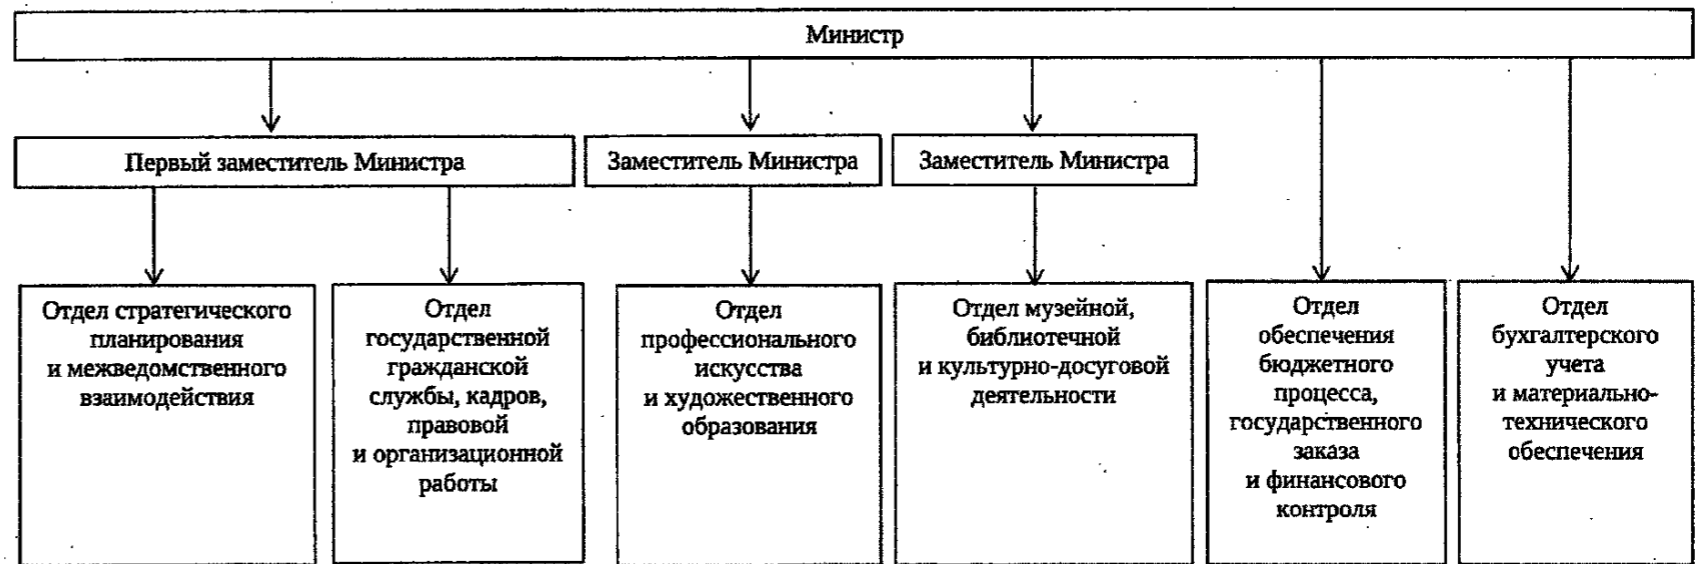 Министр
Первый заместитель Министра
Заместитель Министра
Заместитель Министра
Отдел стратегического
планирования
и межведомственного
взаимодействия
Отдел
государственной
гражданской
службы, кадров,
правовой
и организационной
работы
Отдел
профессионального
искусства
и художественного
образования
Отдел музейной,
библиотечной
и культурно-досуговой
деятельности
Отдел
обеспечения
бюджетного
процесса,
государственного
заказа
и финансового
контроля
Отдел
бухгалтерского
учета
и материально-
технического
обеспечения